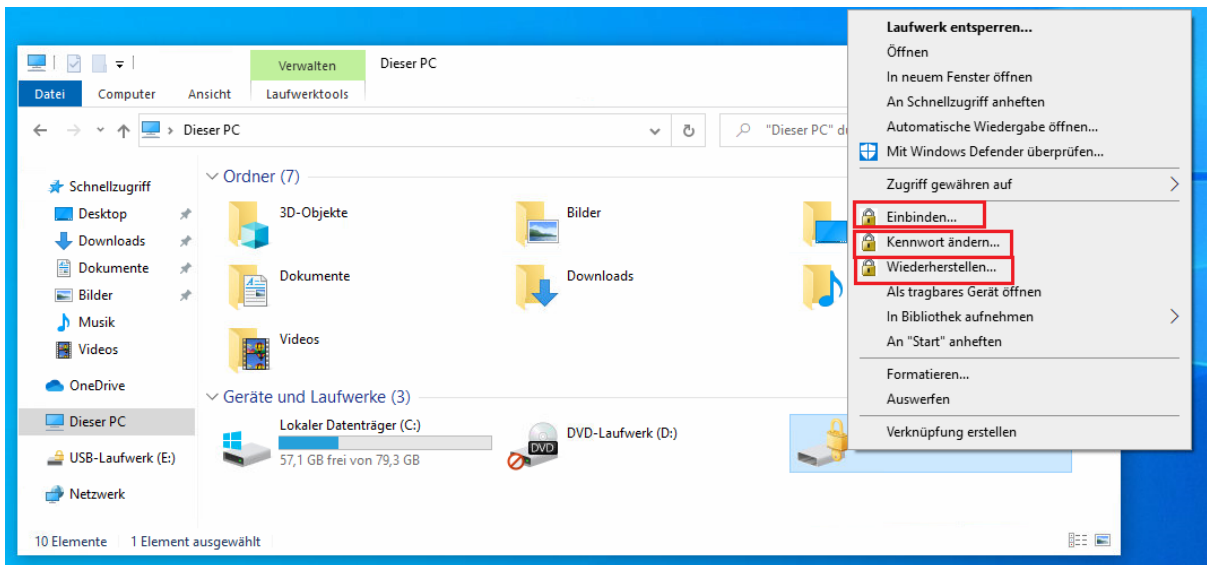 Verwalten
Dieser PC
Datei
Computer
Ansicht
Laufwerktools
Dieser PC
"Dieser PC"
Schnellzugriff
Desktop
Downloads
Dokumente
Bilder
Musik
Videos
OneDrive
Dieser PC
USB-Laufwerk (E:)
Netzwerk
Ordner (7)
3D-Objekte
Bilder
Dokumente
Downloads
Videos
Geräte und Laufwerke (3)
Lokaler Datenträger (C:)
57,1 GB frei von 79,3 GB
DVD
DVD-Laufwerk (D:)
10 Elemente
1 Element ausgewählt
Laufwerk entsperren...
Öffnen
In neuem Fenster öffnen
An Schnellzugriff anheften
Automatische Wiedergabe öffnen...
Mit Windows Defender überprüfen...
Zugriff gewähren auf
Einbinden...
Kennwort ändern...
Wiederherstellen...
Als tragbares Gerät öffnen
In Bibliothek aufnehmen
An "Start" anheften
Formatieren...
Auswerfen
Verknüpfung erstellen